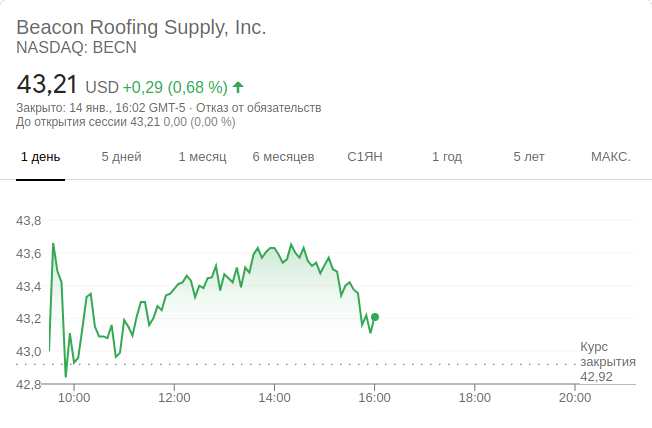 Beacon Roofing Supply, Inc.
NASDAQ: BECN
43,21 USD +0,29 (0,68 %)
Закрыто: 14 янв., 16:02 GMT-5 · Отказ от обязательств
До открытия сессии 43,21 0,00 (0,00 %)
1 день 5 дней 1 месяц 6 месяцев С1ЯН 1 год 5 лет МАКС.
43,8
43,6
43,4
43,2
43,0
42,8
Курс
закрытия
42,92
10:00 12:00 14:00 16:00 18:00 20:00